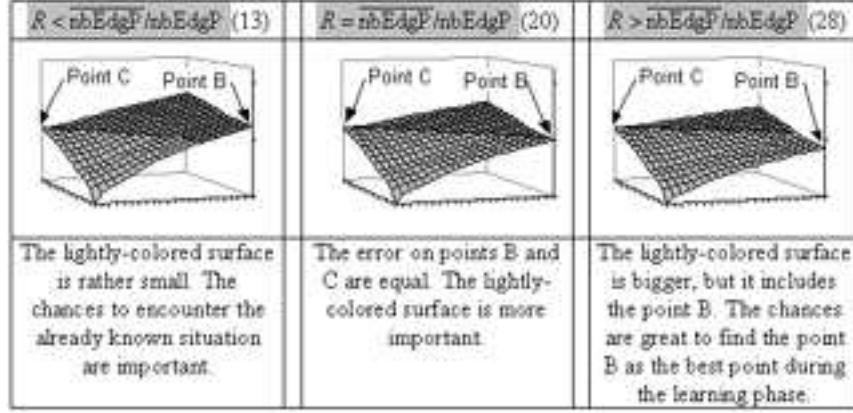 R < nbEdgP/nbEdgP (13)
R = nbEdgP/nbEdgP (20)
R > nbEdgP/nbEdgP (28)
Point C
Point B
Point C
Point B
Point C
Point B
The lightly-colored surface
is rather small. The
chances to encounter the
already known situation
are important.
The error on points B and
C are equal. The lightly-
colored surface is more
important.
The lightly-colored surface
is bigger, but it includes
the point B. The chances
are great to find the point
B as the best point during
the learning phase.